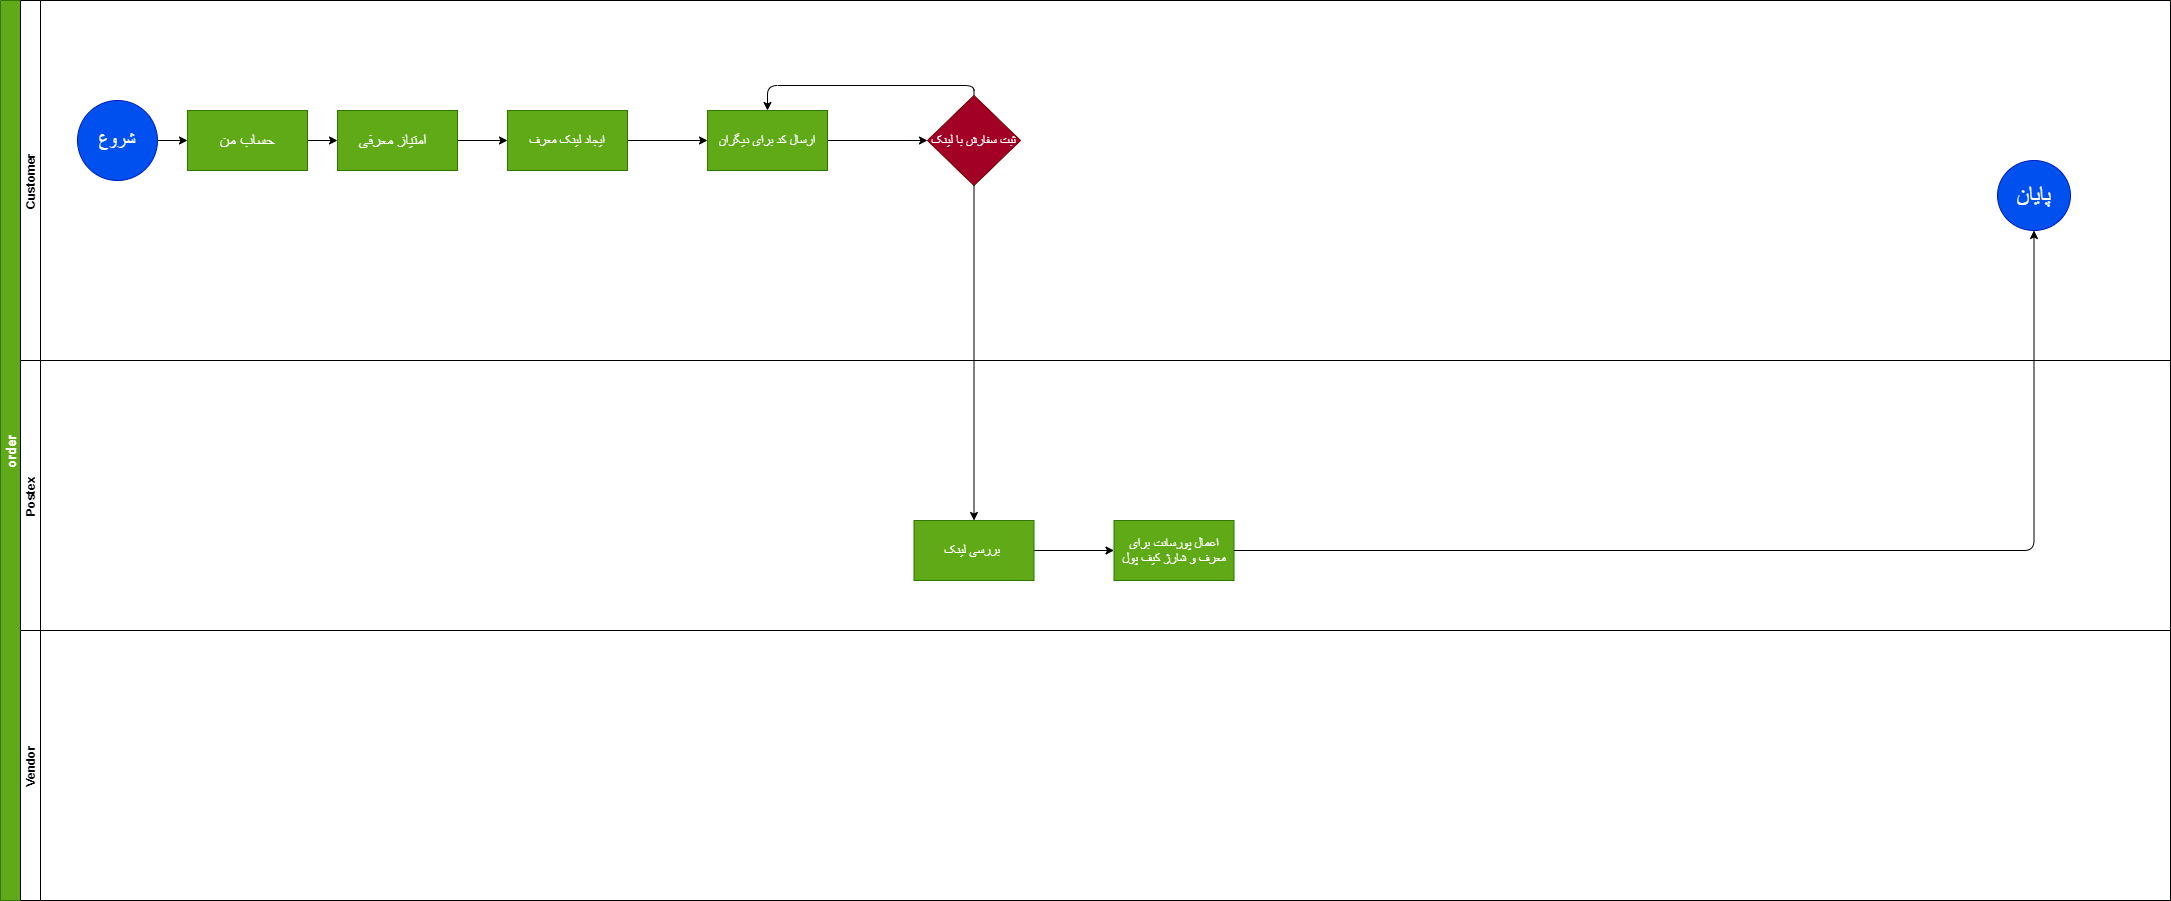 order
Customer
شروع
حساب من
امتیاز معرفی
ایجاد لینک معرف
ارسال کد برای دیگران
ثبت سفارش با لینک
پایان
Postex
بررسی لینک
اعمال پورسانت برای
معرف و شارژ کیف پول
Vendor